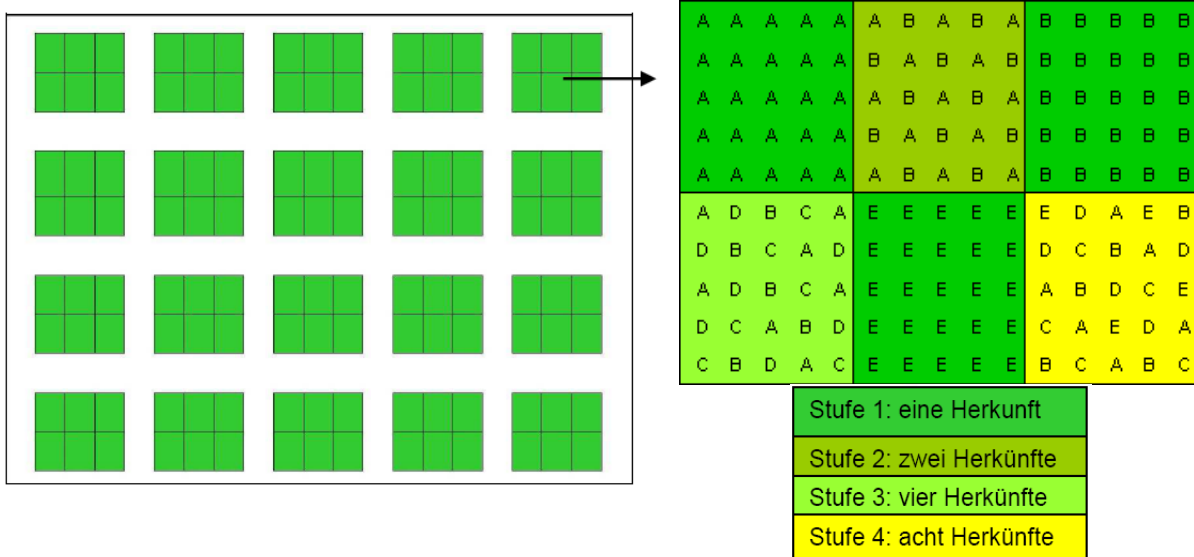 A A A A A A B A B A B B B B B
A A A A A B A B A B B B B B B
A A A A A A B A B A B B B B B
A A A A A B A B A B B B B B B
A A A A A A B A B A B B B B B
A D B C A E E E E E E D A E B
D B C A D E E E E E D C B A D
A D B C A E E E E E A B D C E
D C A B D E E E E E C A E D A
C B D A C E E E E E B C A B C
Stufe 1: eine Herkunft
Stufe 2: zwei Herkünfte
Stufe 3: vier Herkünfte
Stufe 4: acht Herkünfte